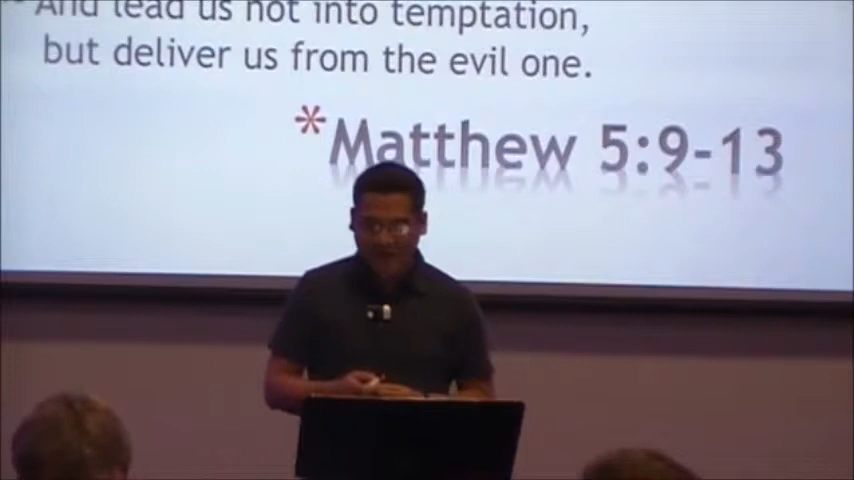 And lead us not into temptation,
but deliver us from the evil one.
*Matthew 5:9-13